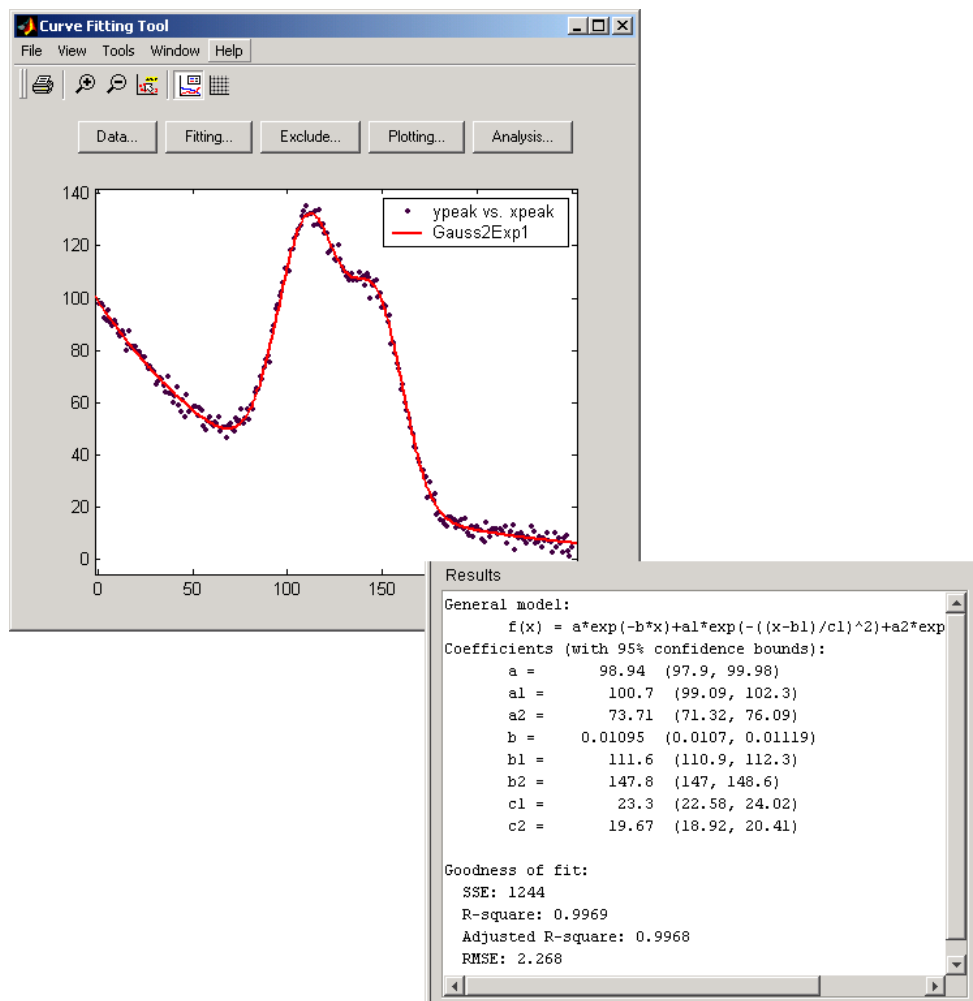 Curve Fitting Tool
File View Tools Window Help
Data... Fitting... Exclude... Plotting... Analysis...
140
120
100
80
60
40
20
0
ypeak vs. xpeak
Gauss2Exp1
0 50 100 150
Results
General model:
f(x) = a*exp(-b*x)+a1*exp(-((x-b1)/c1)^2)+a2*exp
Coefficients (with 95% confidence bounds):
a = 98.94 (97.9, 99.98)
a1 = 100.7 (99.09, 102.3)
a2 = 73.71 (71.32, 76.09)
b = 0.01095 (0.0107, 0.01119)
b1 = 111.6 (110.9, 112.3)
b2 = 147.8 (147, 148.6)
c1 = 23.3 (22.58, 24.02)
c2 = 19.67 (18.92, 20.41)
Goodness of fit:
SSE: 1244
R-square: 0.9969
Adjusted R-square: 0.9968
RMSE: 2.268